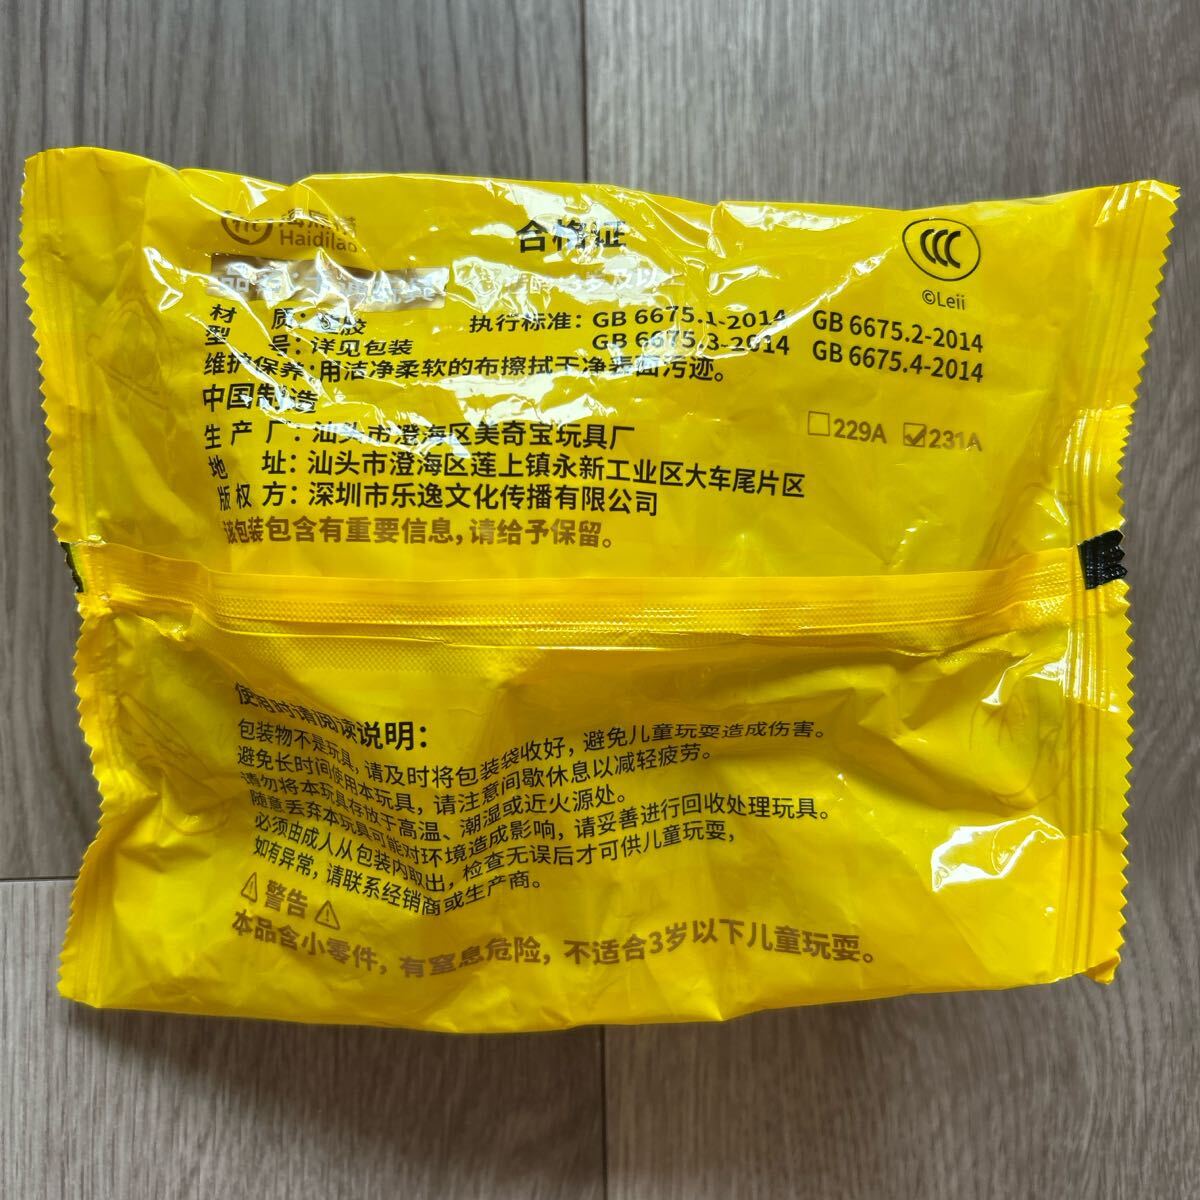 海底捞
Haidilao
合格证
©Leii
品名:
3岁及以
材 质:
执行标准: GB 6675.1-2014 GB 6675.2-2014
型 号: 详见包装
GB 6675.3-2014 GB 6675.4-2014
维护保养: 用洁净柔软的布擦拭干净表面污迹。
中国制造
229A 231A
生 产 厂: 汕头市澄海区美奇宝玩具厂
地 址: 汕头市澄海区莲上镇永新工业区大车尾片区
版 权 方: 深圳市乐逸文化传播有限公司
该包装包含有重要信息,请给予保留。
使用时请阅读说明:
包装物不是玩具, 请及时将包装袋收好, 避免儿童玩耍造成伤害。
避免长时间使用本玩具, 请注意间歇休息以减轻疲劳。
请勿将本玩具存放于高温、潮湿或近火源处。
随意丢弃本玩具可能对环境造成影响, 请妥善进行回收处理玩具。
必须由成人从包装内取出, 检查无误后才可供儿童玩耍,
如有异常, 请联系经销商或生产商。
警告
本品含小零件, 有窒息危险, 不适合3岁以下儿童玩耍。